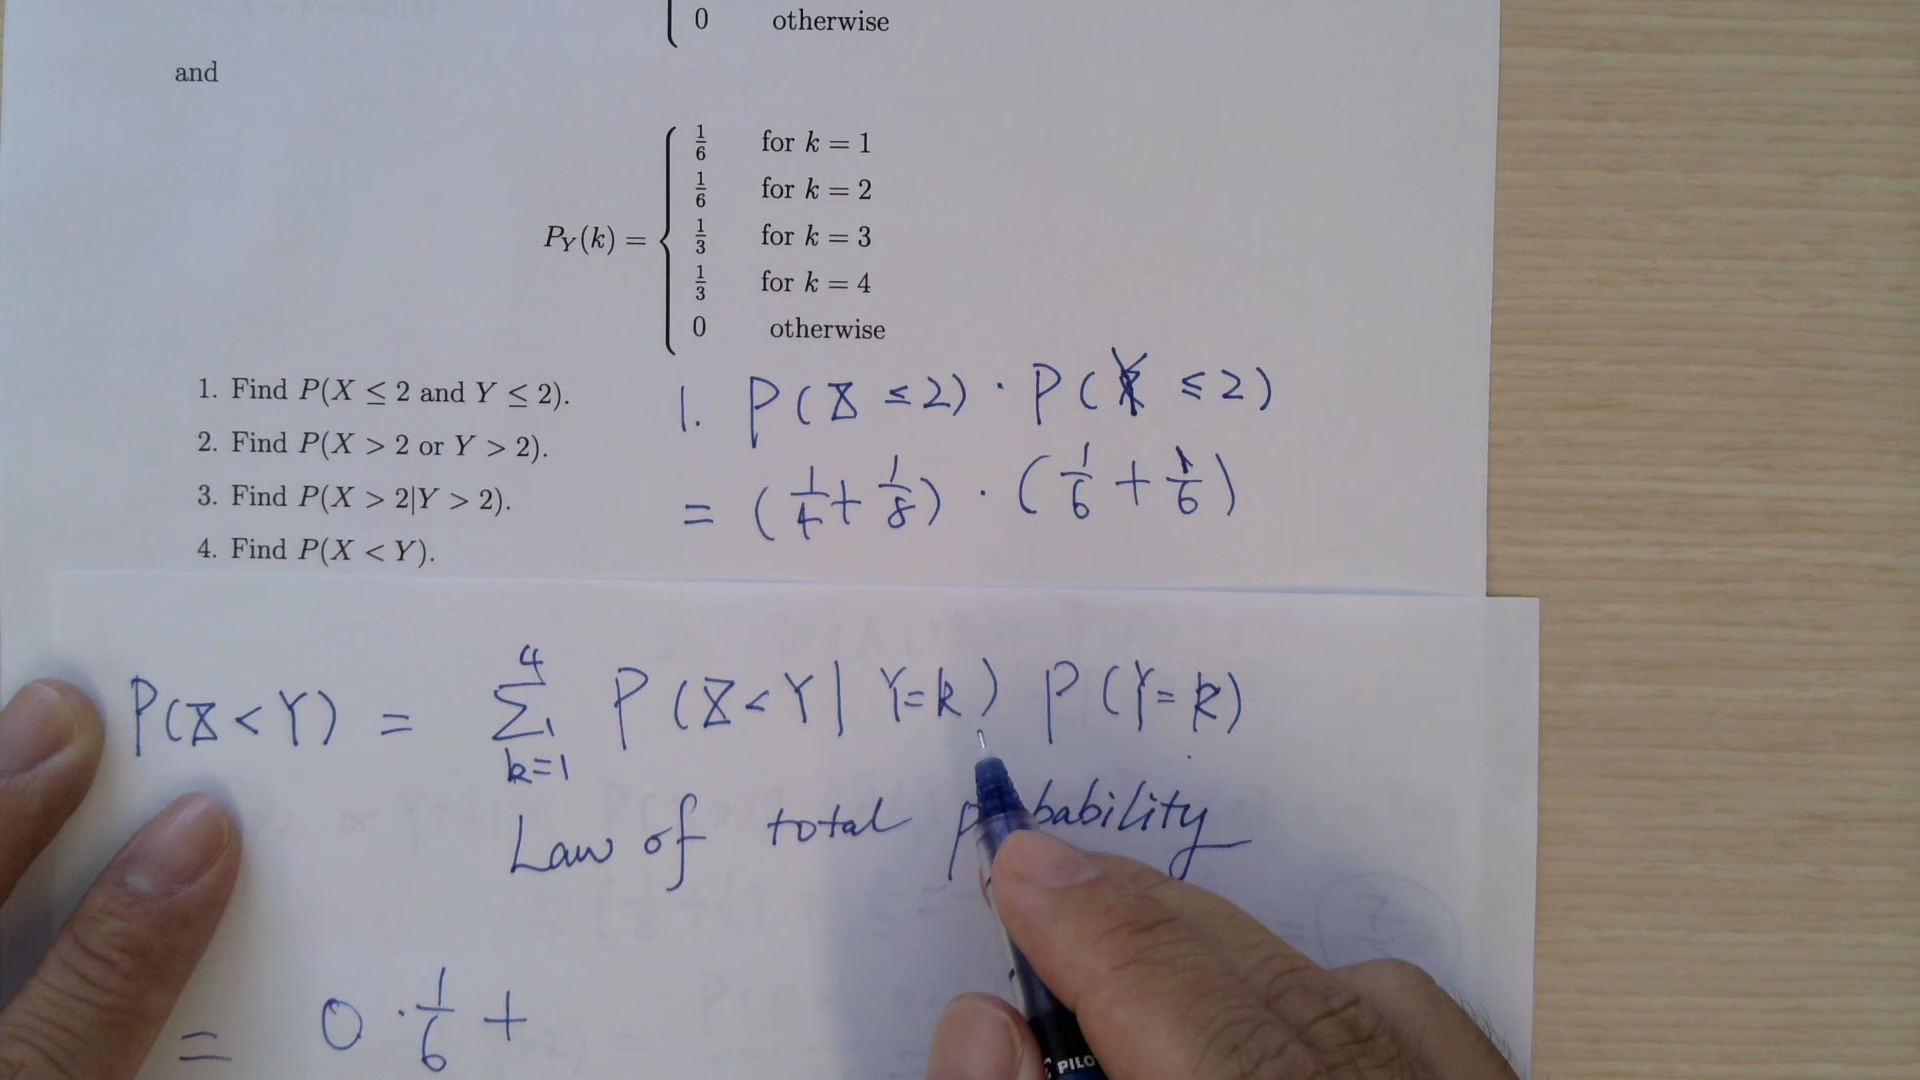 0 otherwise
and
P_Y(k) = { 1/6 for k = 1
1/6 for k = 2
1/3 for k = 3
1/3 for k = 4
0 otherwise
1. Find P(X ≤ 2 and Y ≤ 2).
2. Find P(X > 2 or Y > 2).
3. Find P(X > 2|Y > 2).
4. Find P(X < Y).
1. P(X ≤ 2) · P(Y ≤ 2)
= (1/4 + 1/8) · (1/6 + 1/6)
P(X < Y) = ∑_{k=1}^{4} P(X < Y | Y = k) P(Y = k)
Law of total
= 0 · 1/6 +
PILO